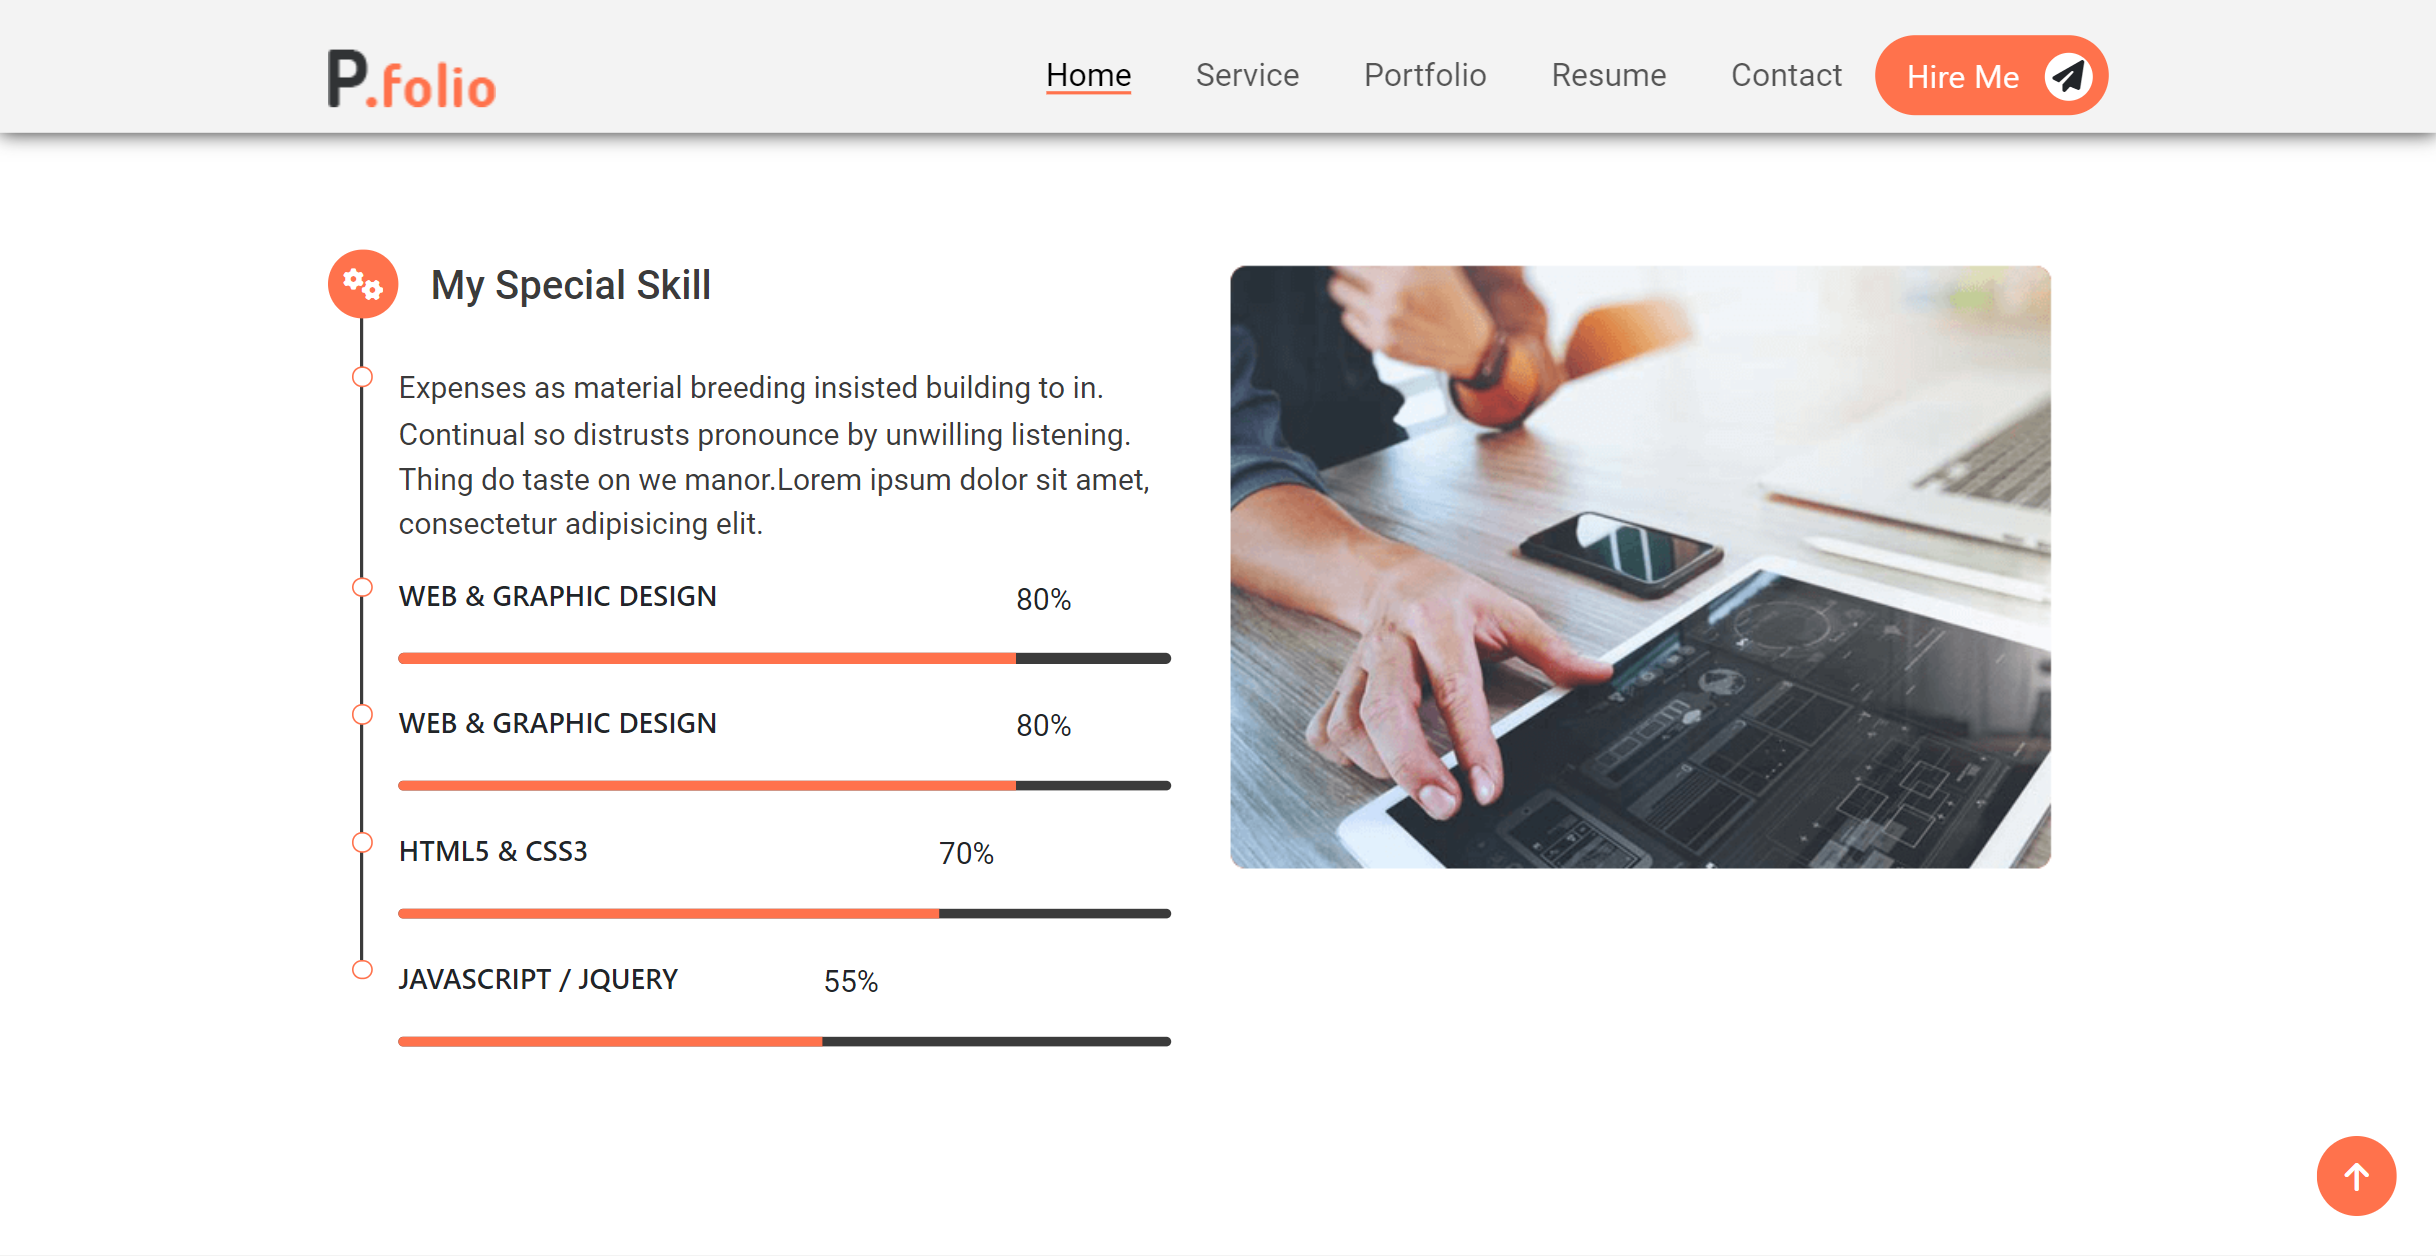 P.folio
Home Service Portfolio Resume Contact Hire Me
My Special Skill
Expenses as material breeding insisted building to in.
Continual so distrusts pronounce by unwilling listening.
Thing do taste on we manor.Lorem ipsum dolor sit amet,
consectetur adipisicing elit.
WEB & GRAPHIC DESIGN 80%
WEB & GRAPHIC DESIGN 80%
HTML5 & CSS3 70%
JAVASCRIPT / JQUERY 55%